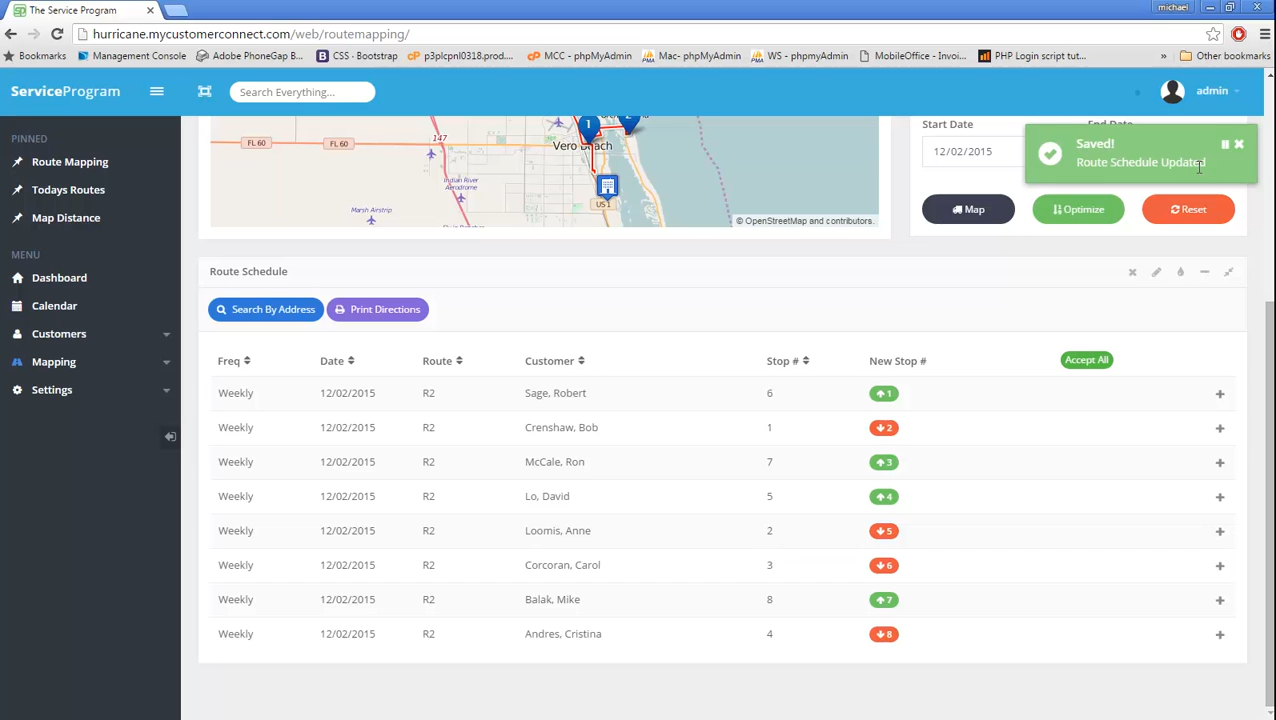 The Service Program
michael
hurricane.mycustomerconnect.com/web/routemapping/
Bookmarks
Management Console
Adobe PhoneGap B...
CSS - Bootstrap
p3plcpnl0318.prod....
MCC - phpMyAdmin
Mac- phpMyAdmin
WS - phpmyAdmin
MobileOffice - Invoi...
PHP Login script tut...
»
Other bookmarks
ServiceProgram
Search Everything...
admin
PINNED
Route Mapping
Todays Routes
Map Distance
MENU
Dashboard
Calendar
Customers
Mapping
Settings
FL 60
FL 60
147
1
2
Vero Beach
Indian River
Aerodrome
Marsh Airstrip
US 1
© OpenStreetMap and contributors.
Start Date
End Date
12/02/2015
Saved!
Route Schedule Updated
Map
Optimize
Reset
Route Schedule
Search By Address
Print Directions
Freq Date Route Customer Stop # New Stop # Accept All
Weekly 12/02/2015 R2 Sage, Robert 6 1
Weekly 12/02/2015 R2 Crenshaw, Bob 1 2
Weekly 12/02/2015 R2 McCale, Ron 7 3
Weekly 12/02/2015 R2 Lo, David 5 4
Weekly 12/02/2015 R2 Loomis, Anne 2 5
Weekly 12/02/2015 R2 Corcoran, Carol 3 6
Weekly 12/02/2015 R2 Balak, Mike 8 7
Weekly 12/02/2015 R2 Andres, Cristina 4 8